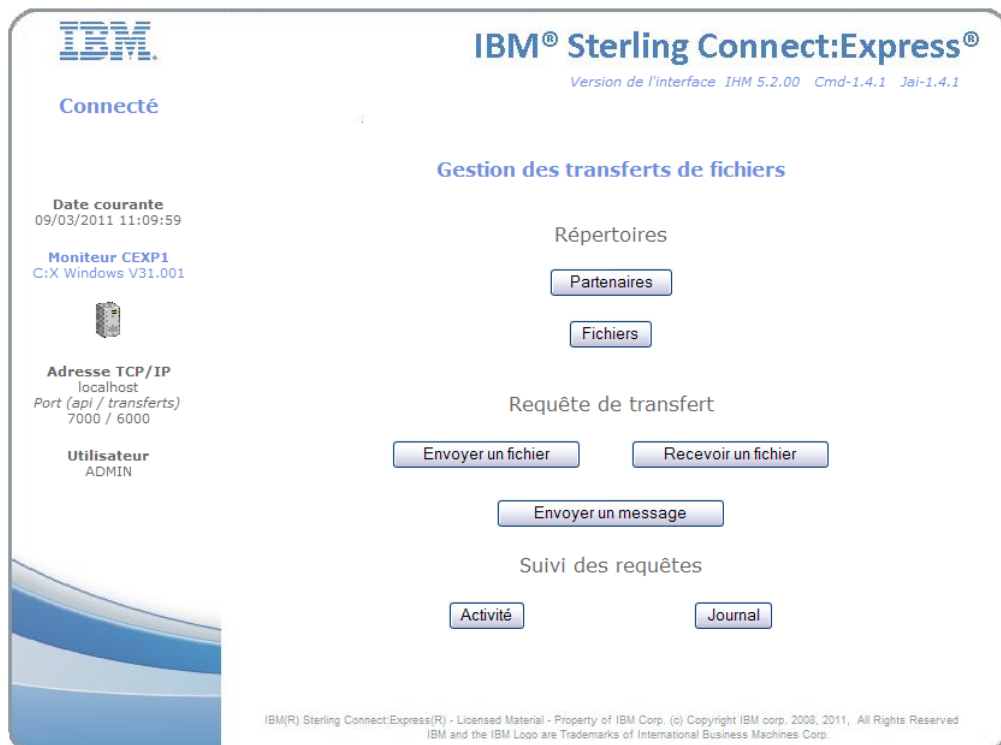 IBM.
IBM® Sterling Connect:Express®
Version de l'interface IHM 5.2.00 Cmd-1.4.1 Jai-1.4.1
Connecté
Date courante
09/03/2011 11:09:59
Moniteur CEXP1
C:X Windows V31.001
Adresse TCP/IP
localhost
Port (api / transferts)
7000 / 6000
Utilisateur
ADMIN
Gestion des transferts de fichiers
Répertoires
Partenaires
Fichiers
Requête de transfert
Envoyer un fichier Recevoir un fichier
Envoyer un message
Suivi des requêtes
Activité Journal
IBM(R) Sterling Connect:Express(R) - Licensed Material - Property of IBM Corp. (c) Copyright IBM corp. 2008, 2011, All Rights Reserved
IBM and the IBM Logo are Trademarks of International Business Machines Corp.